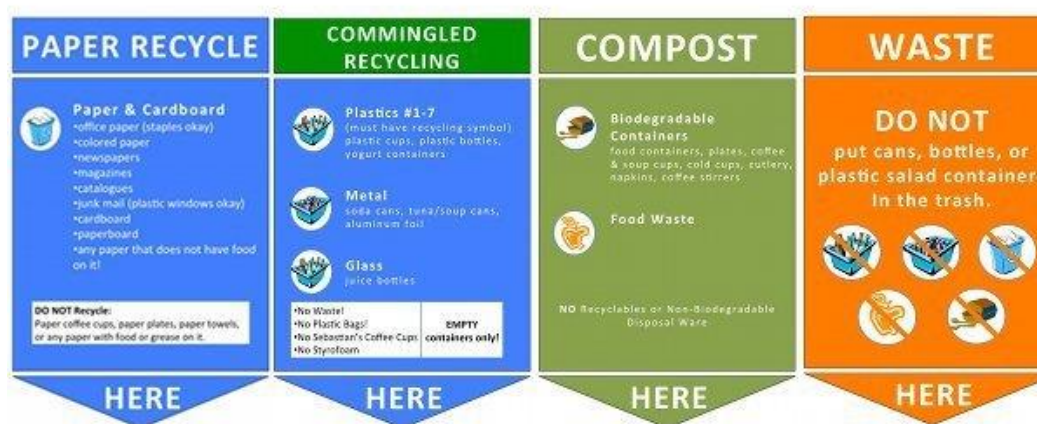 PAPER RECYCLE
Paper & Cardboard
•office paper (staples okay)
•colored paper
•newspapers
•magazines
•catalogues
•junk mail (plastic windows okay)
•cardboard
•paperboard
•any paper that does not have food
on it!
DO NOT Recycle:
Paper coffee cups, paper plates, paper towels,
or any paper with food or grease on it.
HERE
COMMINGLED
RECYCLING
Plastics #1-7
(must have recycling symbol)
plastic cups, plastic bottles,
yogurt containers
Metal
soda cans, tuna/soup cans,
aluminum foil
Glass
juice bottles
•No Waste!
•No Plastic Bags!
•No Sebastian's Coffee Cups
•No Styrofoam
EMPTY
containers only!
HERE
COMPOST
Biodegradable
Containers
food containers, plates, coffee
& soup cups, cold cups, cutlery,
napkins, coffee stirrers
Food Waste
NO Recyclables or Non-Biodegradable
Disposal Ware
HERE
WASTE
DO NOT
put cans, bottles, or
plastic salad container
In the trash.
HERE